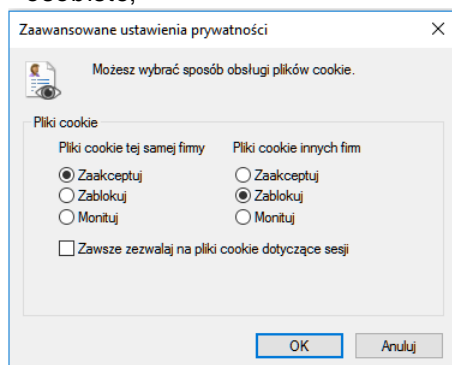 osobiste,
Zaawansowane ustawienia prywatności
Możesz wybrać sposób obsługi plików cookie.
Pliki cookie
Pliki cookie tej samej firmy Pliki cookie innych firm
Zaakceptuj Zaakceptuj
Zablokuj Zablokuj
Monituj Monituj
Zawsze zezwalaj na pliki cookie dotyczące sesji
OK Anuluj